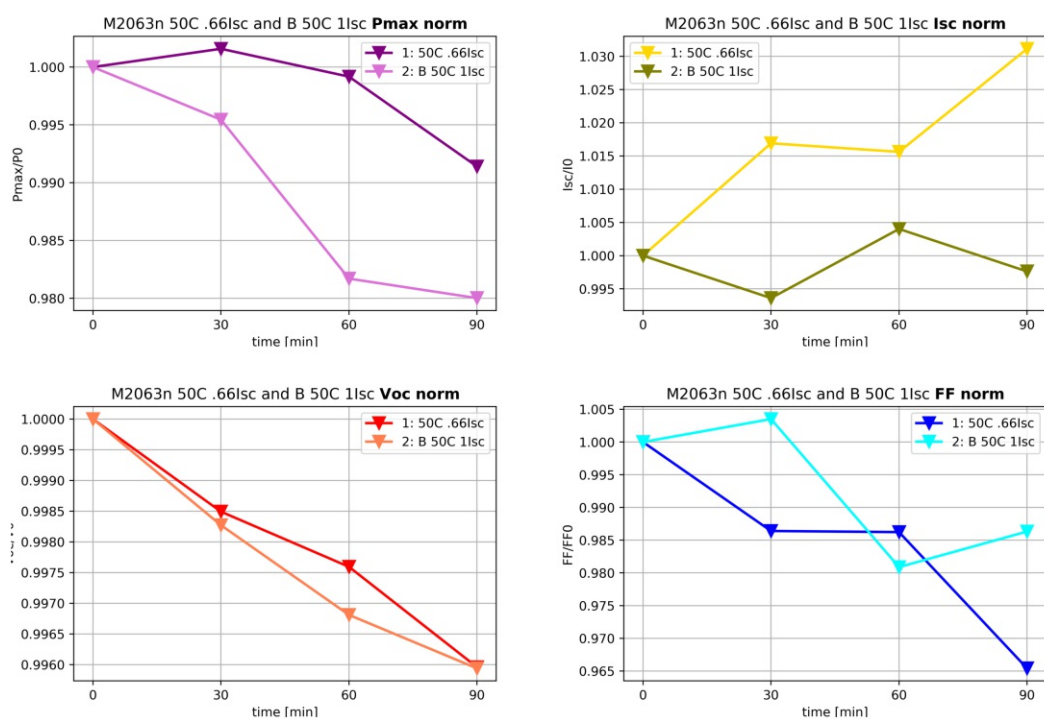 M2063n 50C .66Isc and B 50C 1Isc Pmax norm
1: 50C .66Isc
2: B 50C 1Isc
1.000
0.995
0.990
0.985
0.980
Pmax/P0
0 30 60 90
time [min]
M2063n 50C .66Isc and B 50C 1Isc Isc norm
1: 50C .66Isc
2: B 50C 1Isc
1.030
1.025
1.020
1.015
1.010
1.005
1.000
0.995
Isc/I0
0 30 60 90
time [min]
M2063n 50C .66Isc and B 50C 1Isc Voc norm
1: 50C .66Isc
2: B 50C 1Isc
1.0000
0.9995
0.9990
0.9985
0.9980
0.9975
0.9970
0.9965
0.9960
0 30 60 90
time [min]
M2063n 50C .66Isc and B 50C 1Isc FF norm
1: 50C .66Isc
2: B 50C 1Isc
1.005
1.000
0.995
0.990
0.985
0.980
0.975
0.970
0.965
FF/FF0
0 30 60 90
time [min]